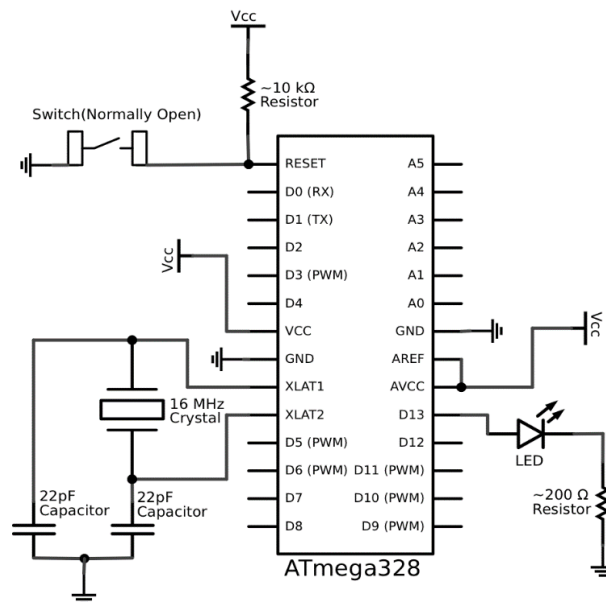 Vcc
~10 kΩ
Resistor
Switch(Normally Open)
RESET
A5
D0 (RX)
A4
D1 (TX)
A3
D2
A2
Vcc
D3 (PWM)
A1
D4
A0
VCC
GND
Vcc
GND
AREF
XLAT1
AVCC
16 MHz
Crystal
XLAT2
D13
D5 (PWM)
D12
LED
D6 (PWM)
D11 (PWM)
22pF
Capacitor
22pF
Capacitor
D7
D10 (PWM)
~200 Ω
Resistor
D8
D9 (PWM)
ATmega328